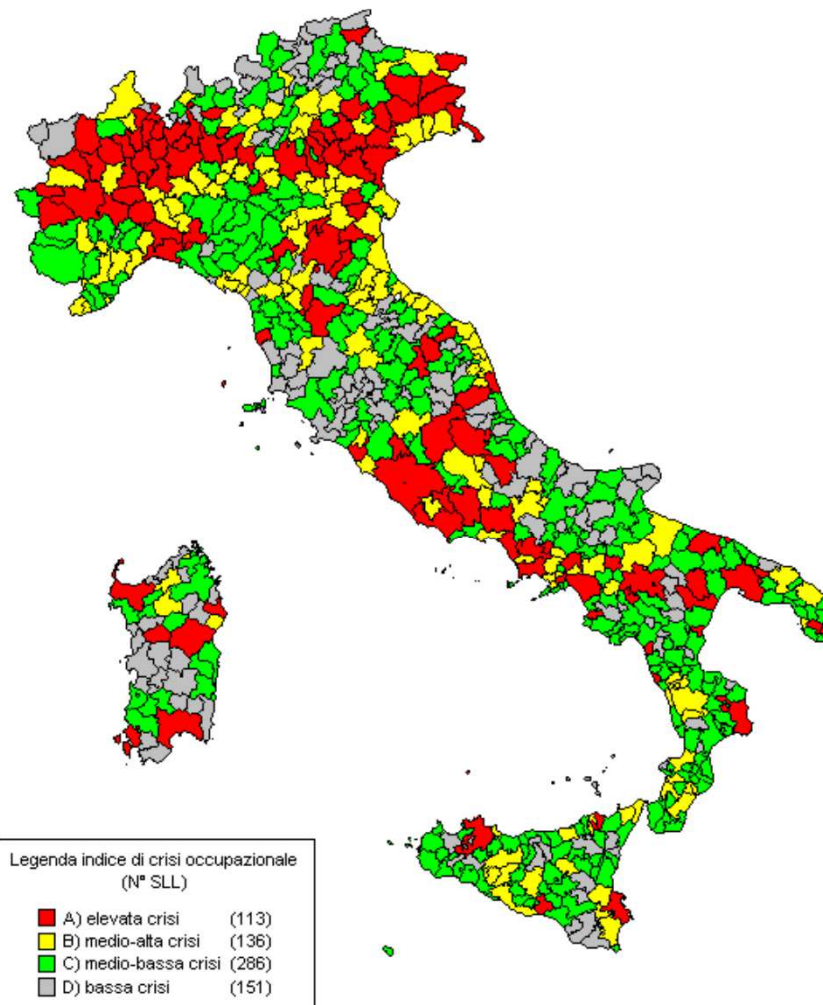 Legenda indice di crisi occupazionale
(N° SLL)
A) elevata crisi (113)
B) medio-alta crisi (136)
C) medio-bassa crisi (286)
D) bassa crisi (151)